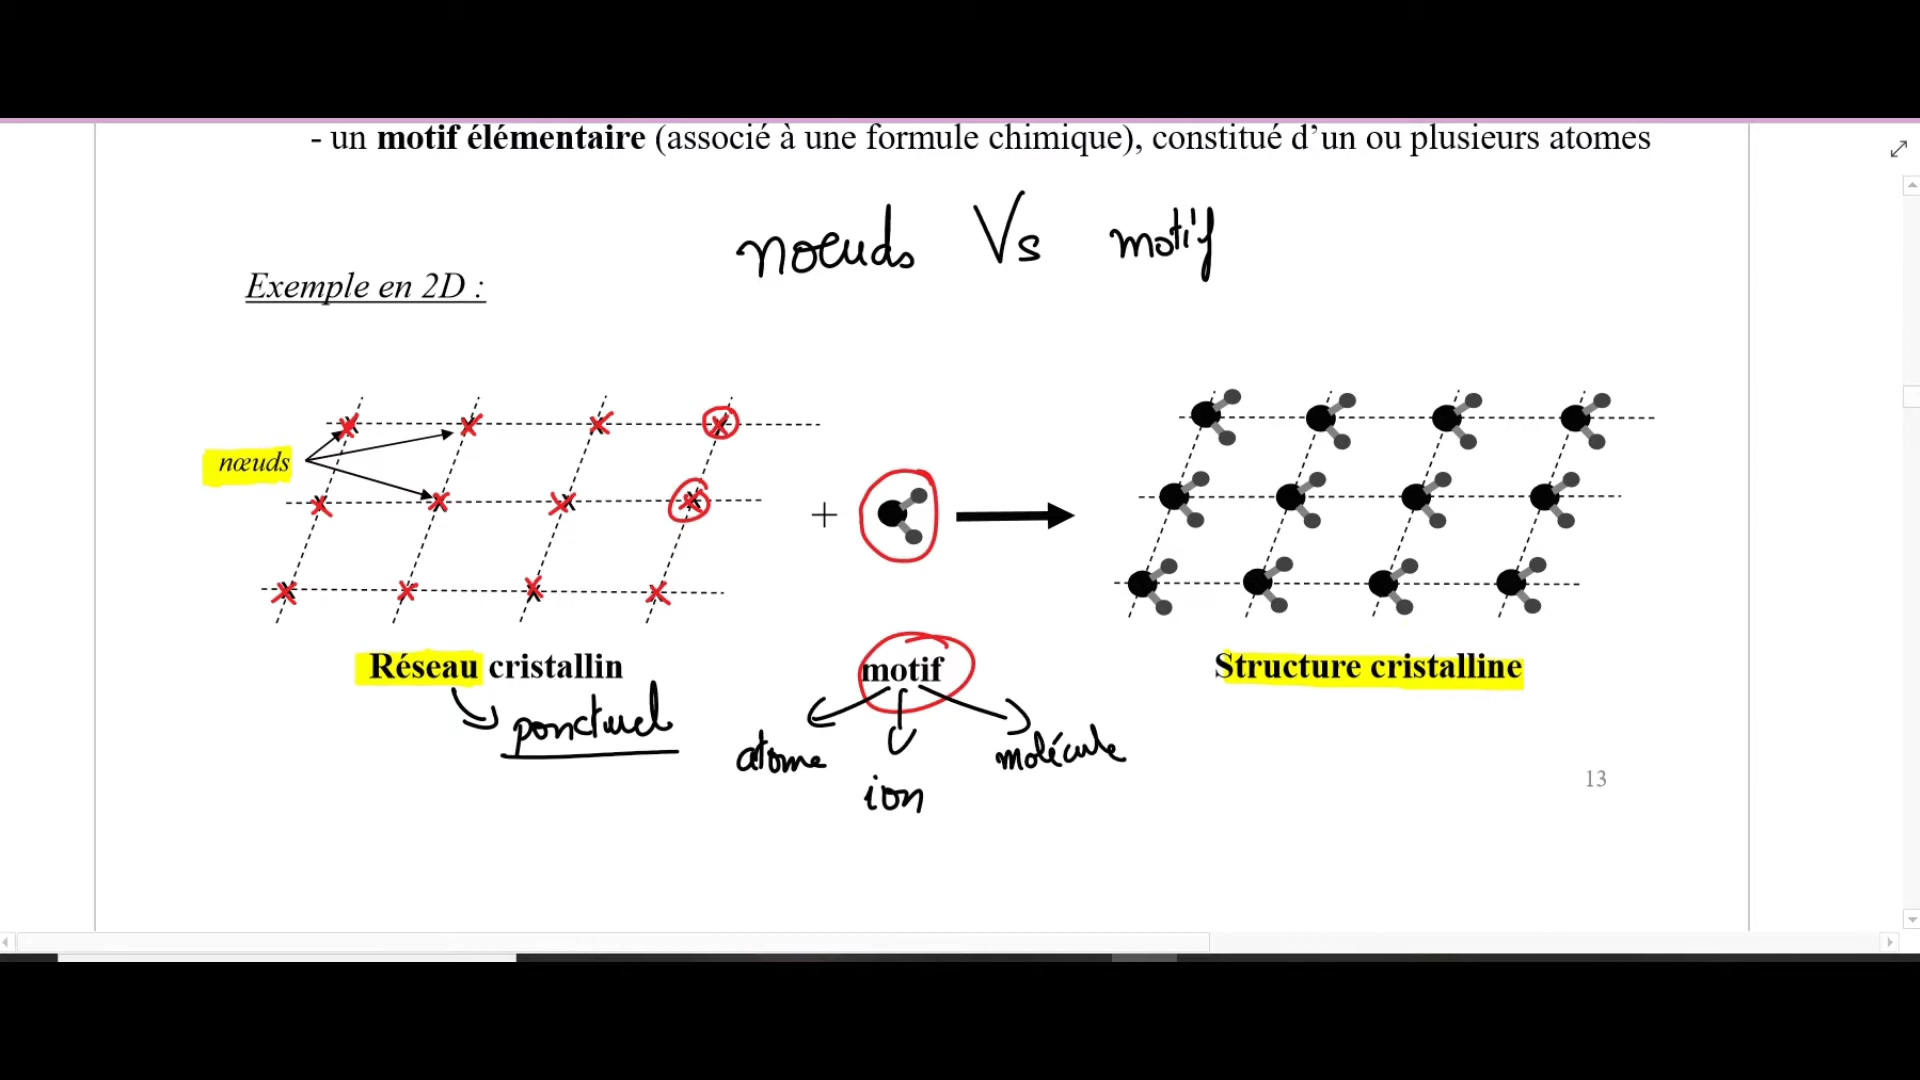 - un motif élémentaire (associé à une formule chimique), constitué d’un ou plusieurs atomes
nœuds Vs motif
Exemple en 2D :
nœuds
+
Réseau cristallin
motif
Structure cristalline
ponctuel
atome
ion
molécule
13